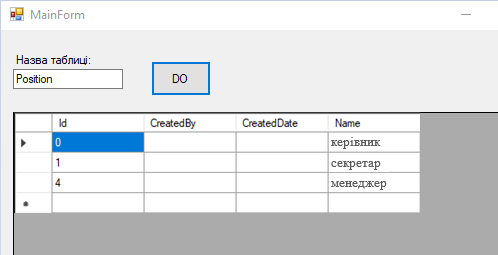 MainForm
Назва таблиці:
Position
DO
Id CreatedBy CreatedDate Name
0 керівник
1 секретар
4 менеджер